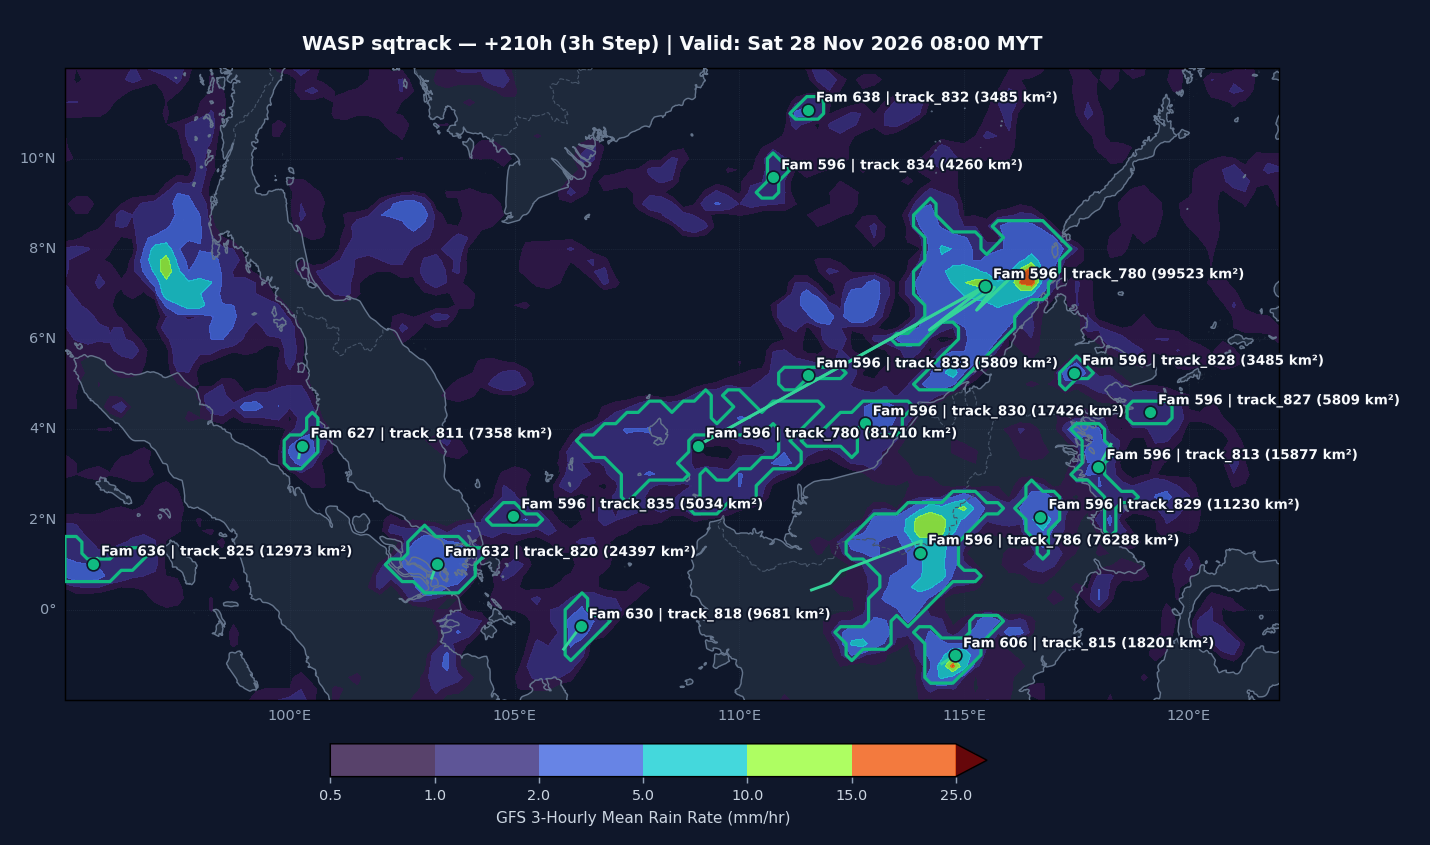 WASP sqtrack — +210h (3h Step) | Valid: Sat 28 Nov 2026 08:00 MYT
Fam 638 | track_832 (3485 km²)
10°N
Fam 596 | track_834 (4260 km²)
8°N
Fam 596 | track_780 (99523 km²)
6°N
Fam 596 | track_833 (5809 km²)
Fam 596 | track_828 (3485 km²)
Fam 596 | track_827 (5809 km²)
Fam 596 | track_830 (17426 km²)
4°N
Fam 627 | track_811 (7358 km²)
Fam 596 | track_780 (81710 km²)
Fam 596 | track_813 (15877 km²)
2°N
Fam 596 | track_835 (5034 km²)
Fam 596 | track_829 (11230 km²)
Fam 596 | track_786 (76288 km²)
Fam 636 | track_825 (12973 km²)
Fam 632 | track_820 (24397 km²)
0°
Fam 630 | track_818 (9681 km²)
Fam 606 | track_815 (18201 km²)
100°E 105°E 110°E 115°E 120°E
0.5 1.0 2.0 5.0 10.0 15.0 25.0
GFS 3-Hourly Mean Rain Rate (mm/hr)